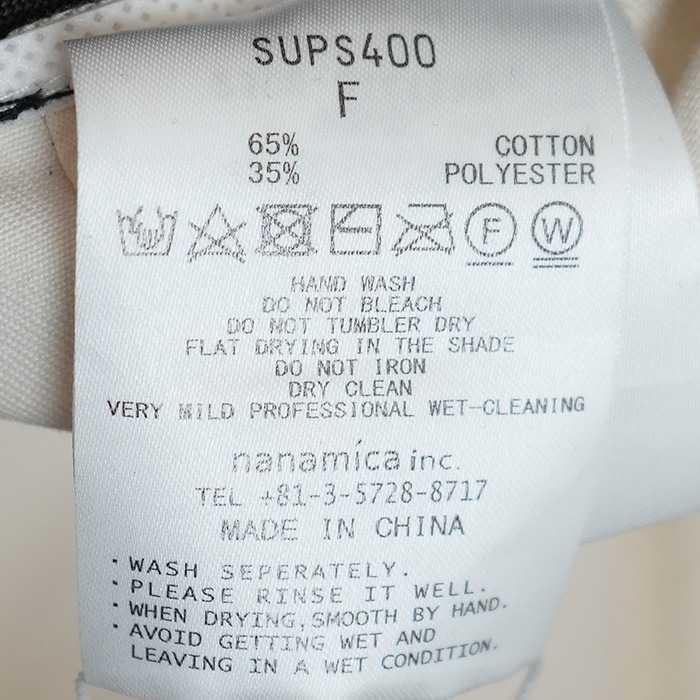 SUPS400
F
65% COTTON
35% POLYESTER
F W
HAND WASH
DO NOT BLEACH
DO NOT TUMBLER DRY
FLAT DRYING IN THE SHADE
DO NOT IRON
DRY CLEAN
VERY MILD PROFESSIONAL WET-CLEANING
nanamica inc.
TEL +81-3-5728-8717
MADE IN CHINA
・WASH SEPERATELY.
・PLEASE RINSE IT WELL.
・WHEN DRYING,SMOOTH BY HAND.
・AVOID GETTING WET AND
LEAVING IN A WET CONDITION.